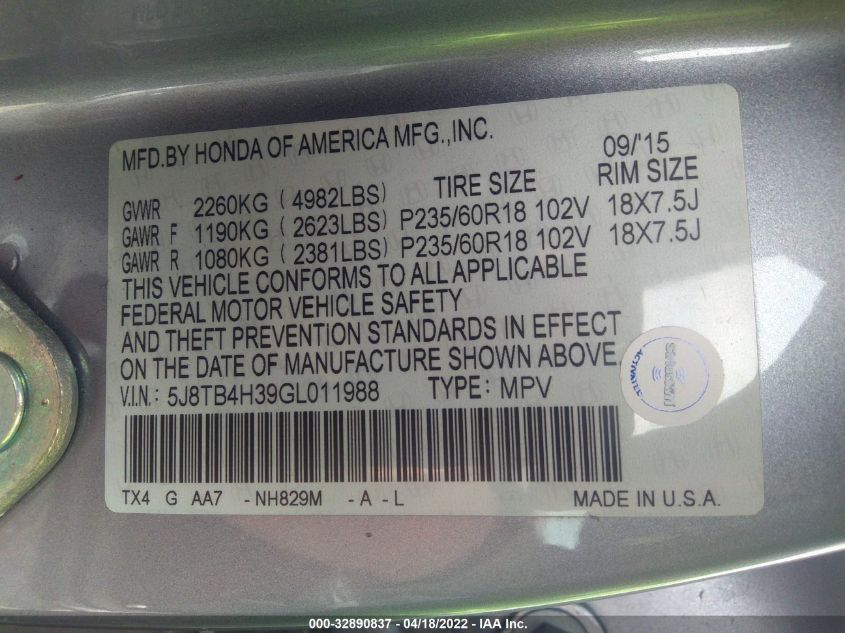 MFD.BY HONDA OF AMERICA MFG.,INC. 09/'15
TIRE SIZE RIM SIZE
GVWR 2260KG ( 4982LBS)
GAWR F 1190KG ( 2623LBS) P235/60R18 102V 18X7.5J
GAWR R 1080KG ( 2381LBS) P235/60R18 102V 18X7.5J
THIS VEHICLE CONFORMS TO ALL APPLICABLE
FEDERAL MOTOR VEHICLE SAFETY
AND THEFT PREVENTION STANDARDS IN EFFECT
ON THE DATE OF MANUFACTURE SHOWN ABOVE.
V.I.N.: 5J8TB4H39GL011988 TYPE: MPV
TX4 G AA7 - NH829M - A - L MADE IN U.S.A.
000-32890837 - 04/18/2022 - IAA Inc.